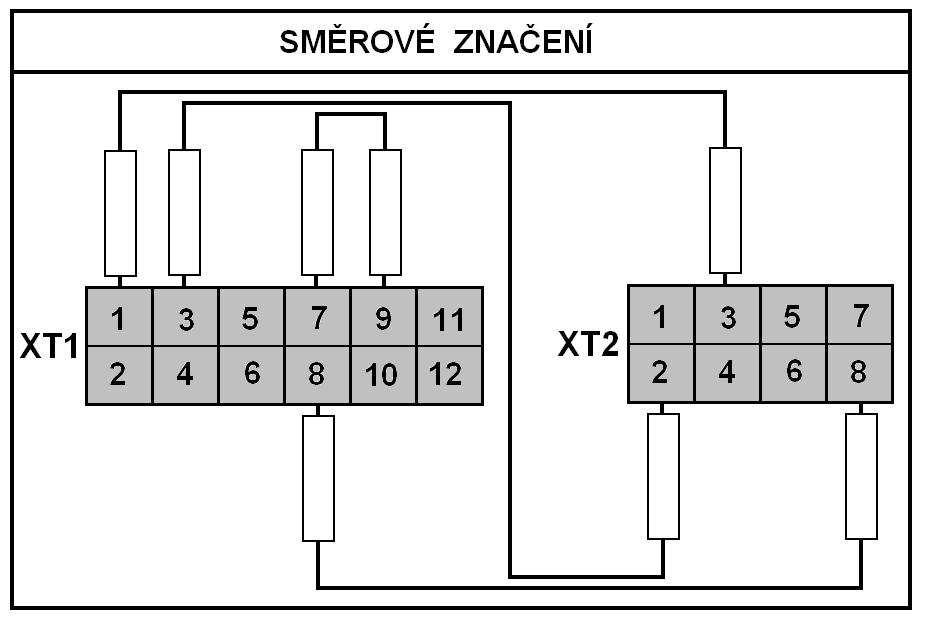 SMĚROVÉ ZNAČENÍ
XT1
1 3 5 7 9 11
2 4 6 8 10 12
XT2
1 3 5 7
2 4 6 8